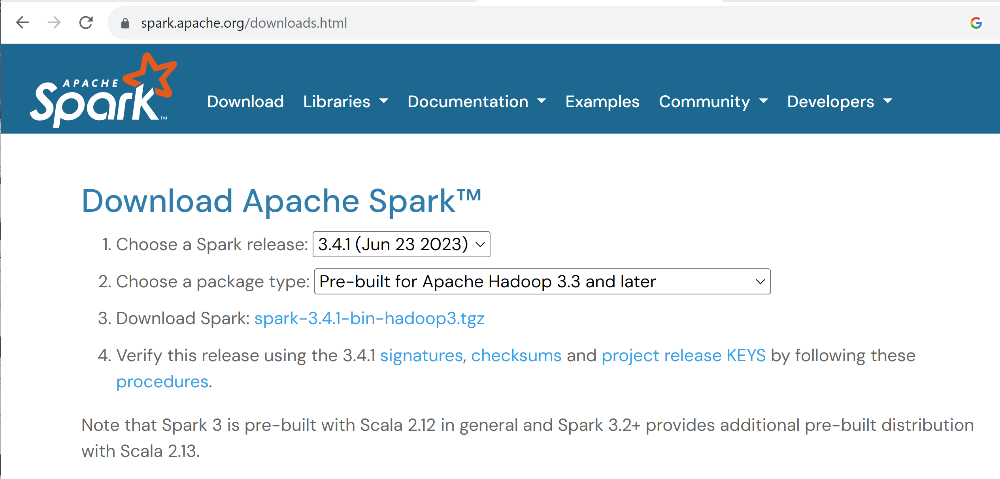 spark.apache.org/downloads.html
APACHE
Spark™
Download Libraries Documentation Examples Community Developers
Download Apache Spark™
1. Choose a Spark release: 3.4.1 (Jun 23 2023)
2. Choose a package type: Pre-built for Apache Hadoop 3.3 and later
3. Download Spark: spark-3.4.1-bin-hadoop3.tgz
4. Verify this release using the 3.4.1 signatures, checksums and project release KEYS by following these
procedures.
Note that Spark 3 is pre-built with Scala 2.12 in general and Spark 3.2+ provides additional pre-built distribution
with Scala 2.13.